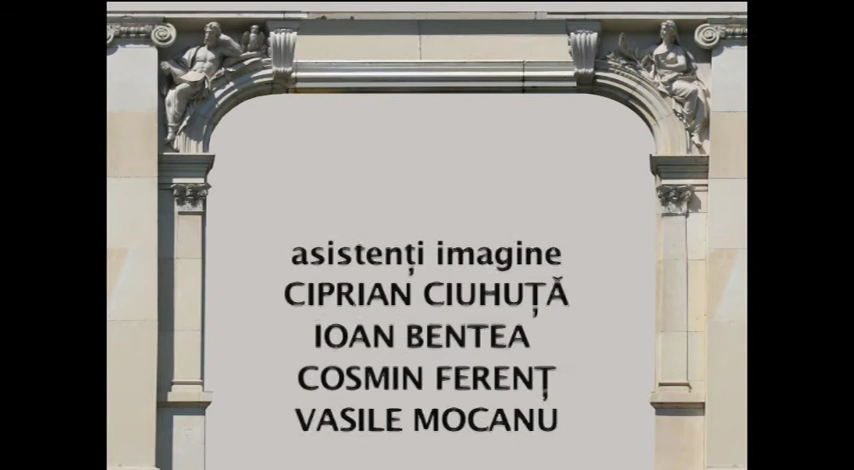 asistenți imagine
CIPRIAN CIUHUȚĂ
IOAN BENTEA
COSMIN FERENȚ
VASILE MOCANU